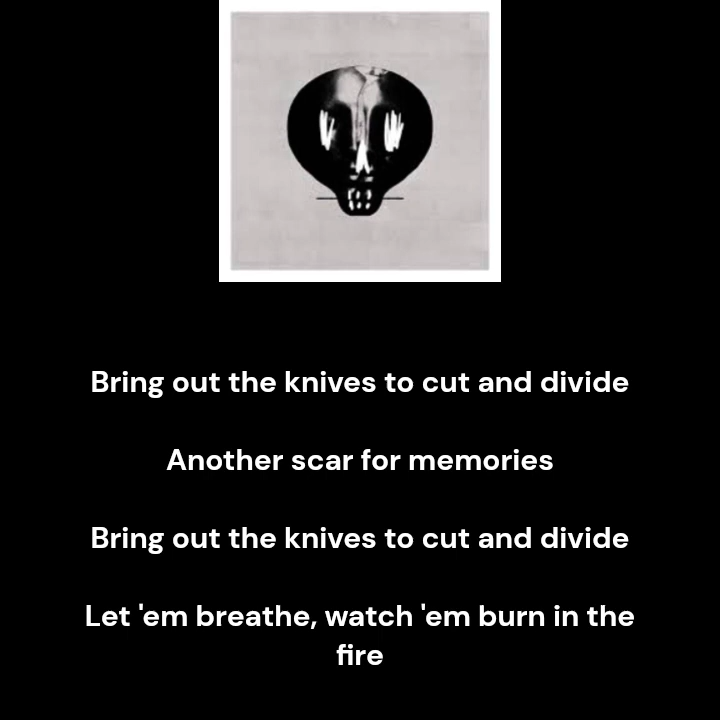 Bring out the knives to cut and divide
Another scar for memories
Bring out the knives to cut and divide
Let 'em breathe, watch 'em burn in the
fire